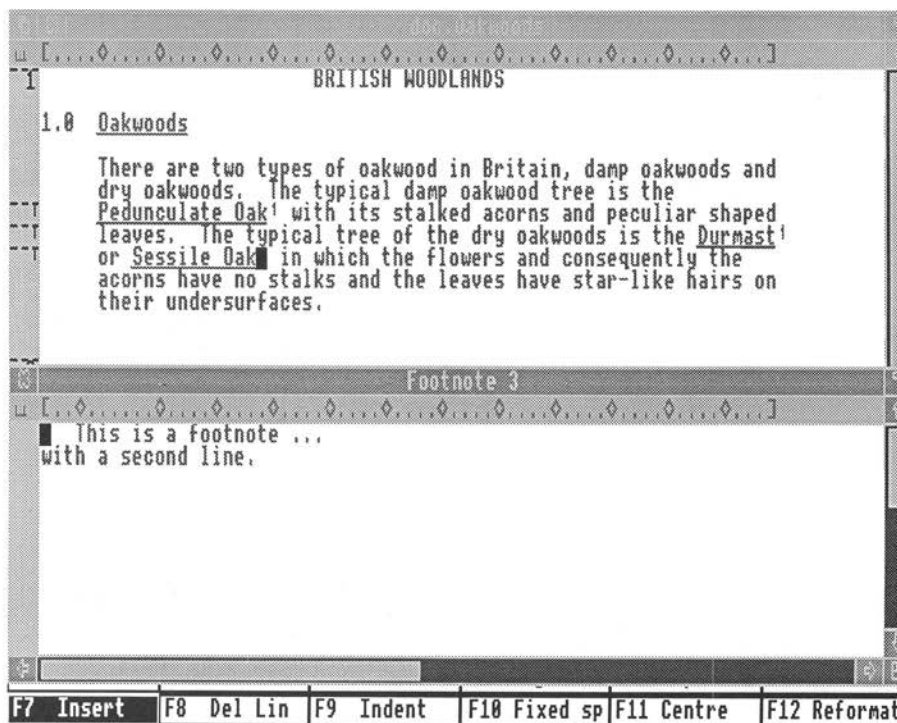 doc.Oakwoods
1 BRITISH WOODLANDS
1.0 Oakwoods
There are two types of oakwood in Britain, damp oakwoods and
dry oakwoods. The typical damp oakwood tree is the
Pedunculate Oak¹ with its stalked acorns and peculiar shaped
leaves. The typical tree of the dry oakwoods is the Durmast¹
or Sessile Oak in which the flowers and consequently the
acorns have no stalks and the leaves have star-like hairs on
their undersurfaces.
Footnote 3
This is a footnote ...
with a second line.
F7 Insert F8 Del Lin F9 Indent F10 Fixed sp F11 Centre F12 Reformat